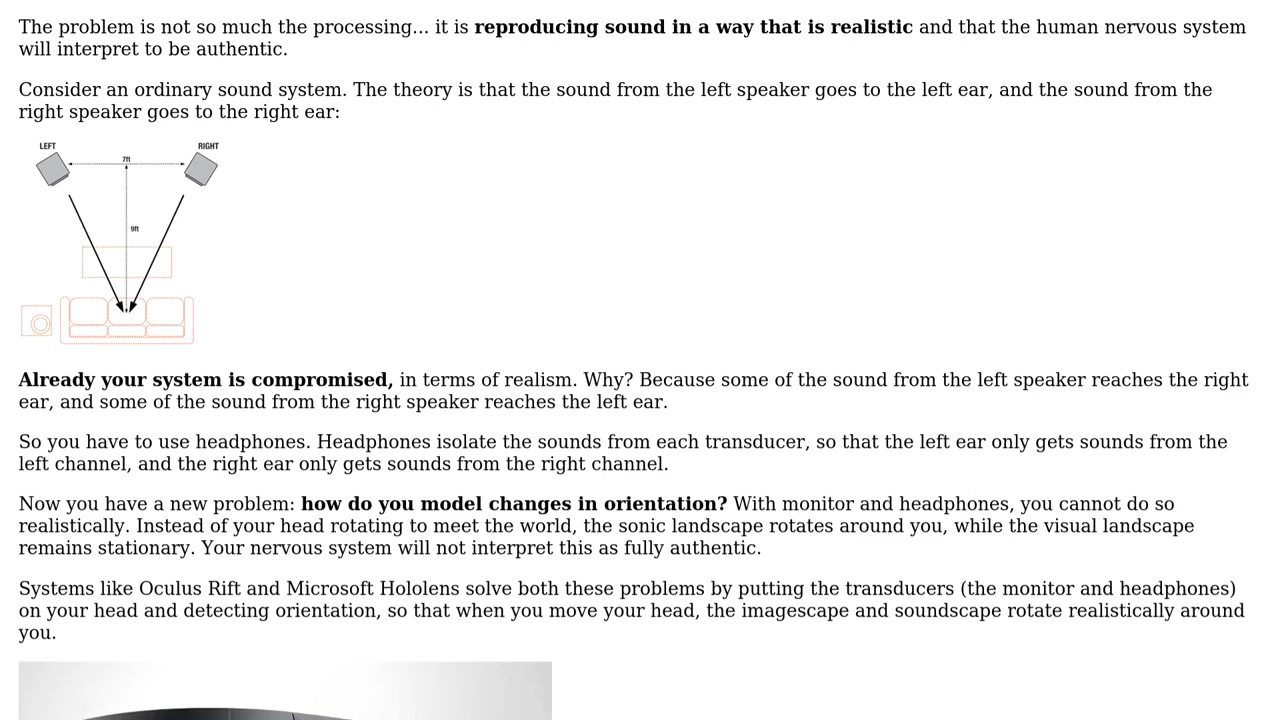 The problem is not so much the processing... it is reproducing sound in a way that is realistic and that the human nervous system
will interpret to be authentic.
Consider an ordinary sound system. The theory is that the sound from the left speaker goes to the left ear, and the sound from the
right speaker goes to the right ear:
LEFT
RIGHT
7ft
9ft
Already your system is compromised, in terms of realism. Why? Because some of the sound from the left speaker reaches the right
ear, and some of the sound from the right speaker reaches the left ear.
So you have to use headphones. Headphones isolate the sounds from each transducer, so that the left ear only gets sounds from the
left channel, and the right ear only gets sounds from the right channel.
Now you have a new problem: how do you model changes in orientation? With monitor and headphones, you cannot do so
realistically. Instead of your head rotating to meet the world, the sonic landscape rotates around you, while the visual landscape
remains stationary. Your nervous system will not interpret this as fully authentic.
Systems like Oculus Rift and Microsoft Hololens solve both these problems by putting the transducers (the monitor and headphones)
on your head and detecting orientation, so that when you move your head, the imagescape and soundscape rotate realistically around
you.